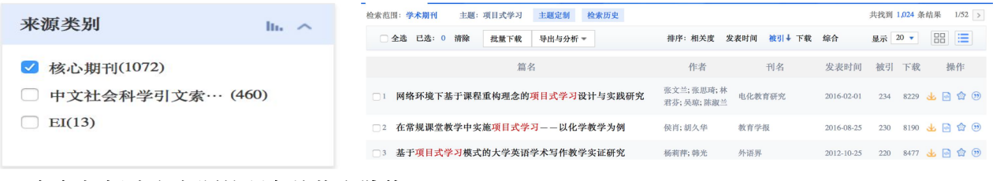 来源类别
核心期刊(1072)
中文社会科学引文索… (460)
EI(13)
检索范围: 学术期刊 主题: 项目式学习 主题定制 检索历史 共找到 1,024 条结果 1/52 >
全选 已选: 0 清除 批量下载 导出与分析 排序: 相关度 发表时间 被引↓ 下载 综合 显示 20
篇名 作者 刊名 发表时间 被引 下载 操作
1 网络环境下基于课程重构理念的项目式学习设计与实践研究 张文兰; 张思琦; 林君芬; 吴琼; 陈淑兰 电化教育研究 2016-02-01 234 8229
2 在常规课堂教学中实施项目式学习——以化学教学为例 侯肖; 胡久华 教育学报 2016-08-25 230 8190
3 基于项目式学习模式的大学英语学术写作教学实证研究 杨莉萍; 韩光 外语界 2012-10-25 220 8477